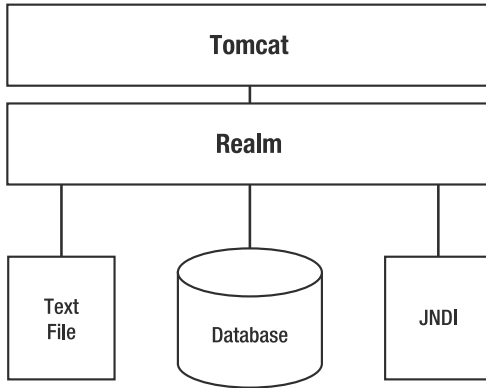 Tomcat
Realm
Text
File
Database
JNDI